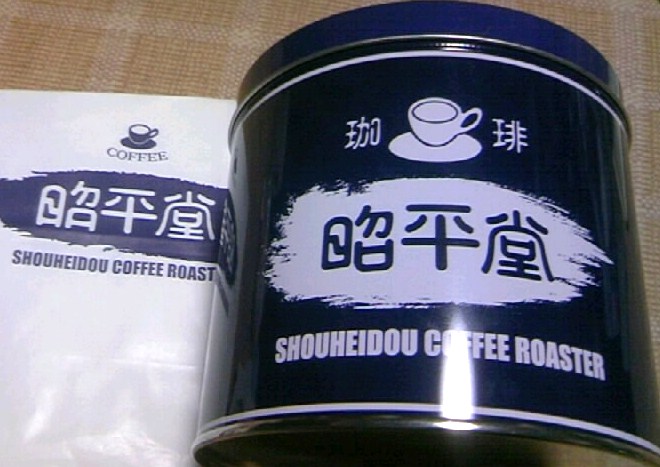 COFFEE
昭平堂
SHOUHEIDOU COFFEE ROAST
珈 琲
昭平堂
SHOUHEIDOU COFFEE ROASTER